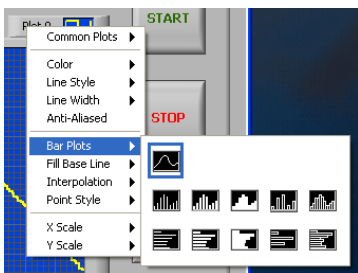 Plot 0
START
Common Plots
Color
Line Style
Line Width
Anti-Aliased
STOP
Bar Plots
Fill Base Line
Interpolation
Point Style
X Scale
Y Scale